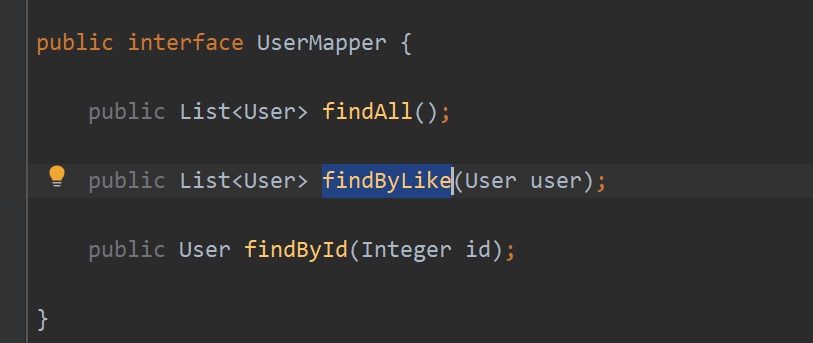 public interface UserMapper {
public List<User> findAll();
public List<User> findByLike(User user);
public User findById(Integer id);
}